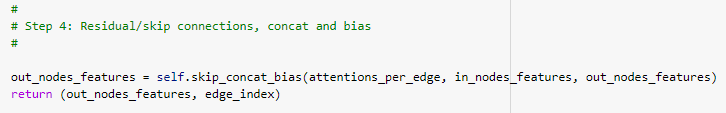 #
# Step 4: Residual/skip connections, concat and bias
#
out_nodes_features = self.skip_concat_bias(attentions_per_edge, in_nodes_features, out_nodes_features)
return (out_nodes_features, edge_index)